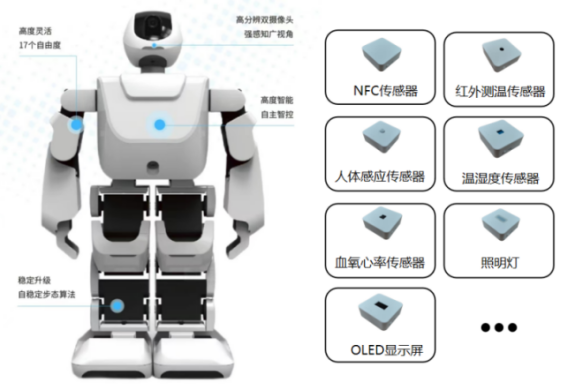 高度灵活
17个自由度
高分辨双摄像头
强感知广视角
高度智能
自主智控
稳定升级
自稳定步态算法
NFC传感器
红外测温传感器
人体感应传感器
温湿度传感器
血氧心率传感器
照明灯
OLED显示屏
●●●